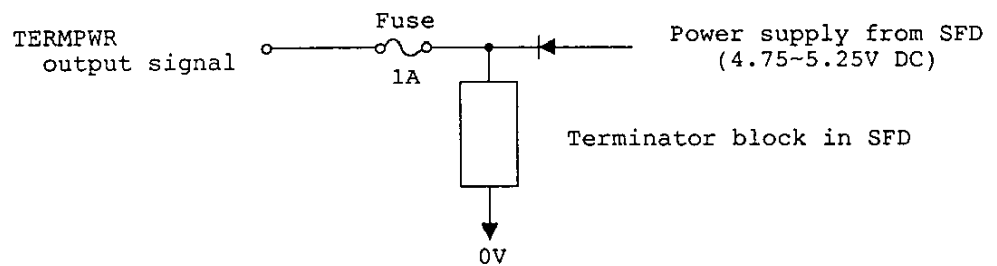 Fuse
TERMPWR
output signal
1A
Power supply from SFD
(4.75~5.25V DC)
Terminator block in SFD
0V